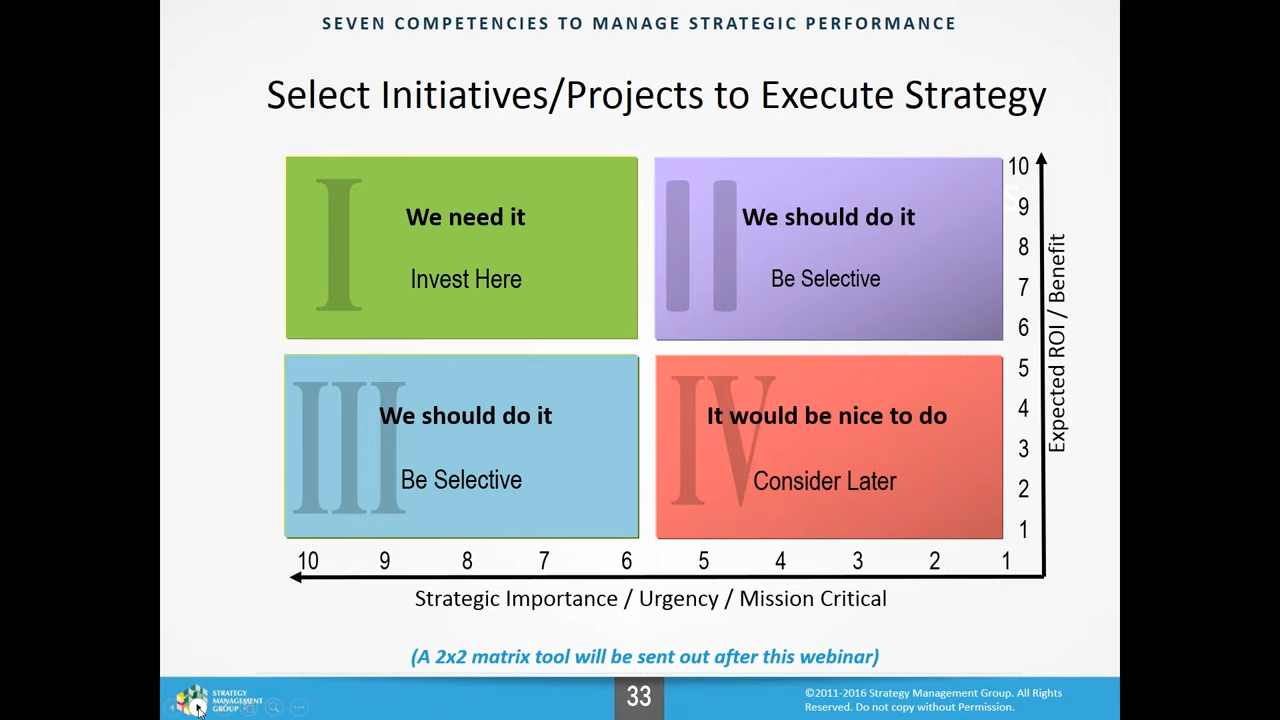 SEVEN COMPETENCIES TO MANAGE STRATEGIC PERFORMANCE
Select Initiatives/Projects to Execute Strategy
I
We need it
Invest Here
II
We should do it
Be Selective
III
We should do it
Be Selective
IV
It would be nice to do
Consider Later
10
9
8
7
6
5
4
3
2
1
Expected ROI / Benefit
10 9 8 7 6 5 4 3 2 1
Strategic Importance / Urgency / Mission Critical
(A 2x2 matrix tool will be sent out after this webinar)
STRATEGY
MANAGEMENT
GROUP
33
©2011-2016 Strategy Management Group. All Rights
Reserved. Do not copy without Permission.